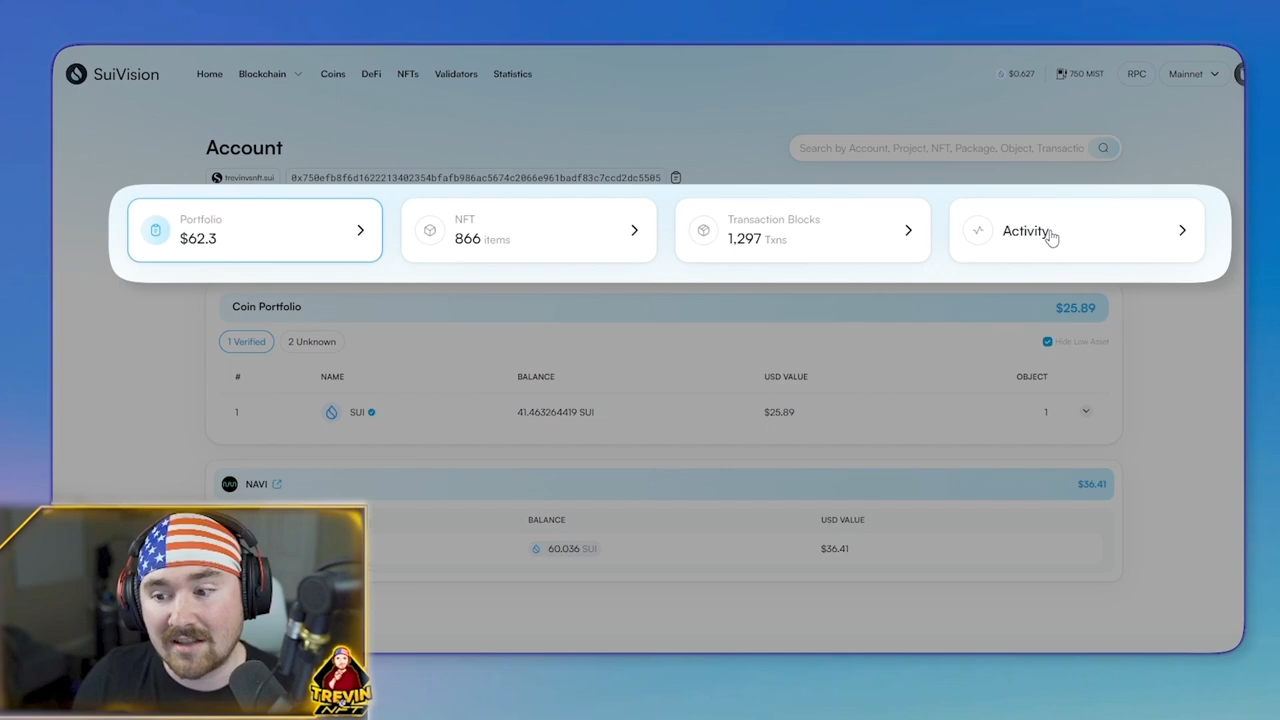 SuiVision Home Blockchain Coins DeFi NFTs Validators Statistics $0.627 750 MIST RPC Mainnet
Account Search by Account, Project, NFT, Package, Object, Transactio
trevinvsnft.sui 0x750efb8f6d1622213402354bfafb986ac5674c2066e961badf83c7ccd2dc5505
Portfolio
$62.3
NFT
866 items
Transaction Blocks
1,297 Txns
Activity
Coin Portfolio $25.89
1 Verified 2 Unknown Hide Low Asset
# NAME BALANCE USD VALUE OBJECT
1 SUI 41.463264419 SUI $25.89 1
NAVI $36.41
BALANCE USD VALUE
60.036 SUI $36.41
TREVIN
NFT